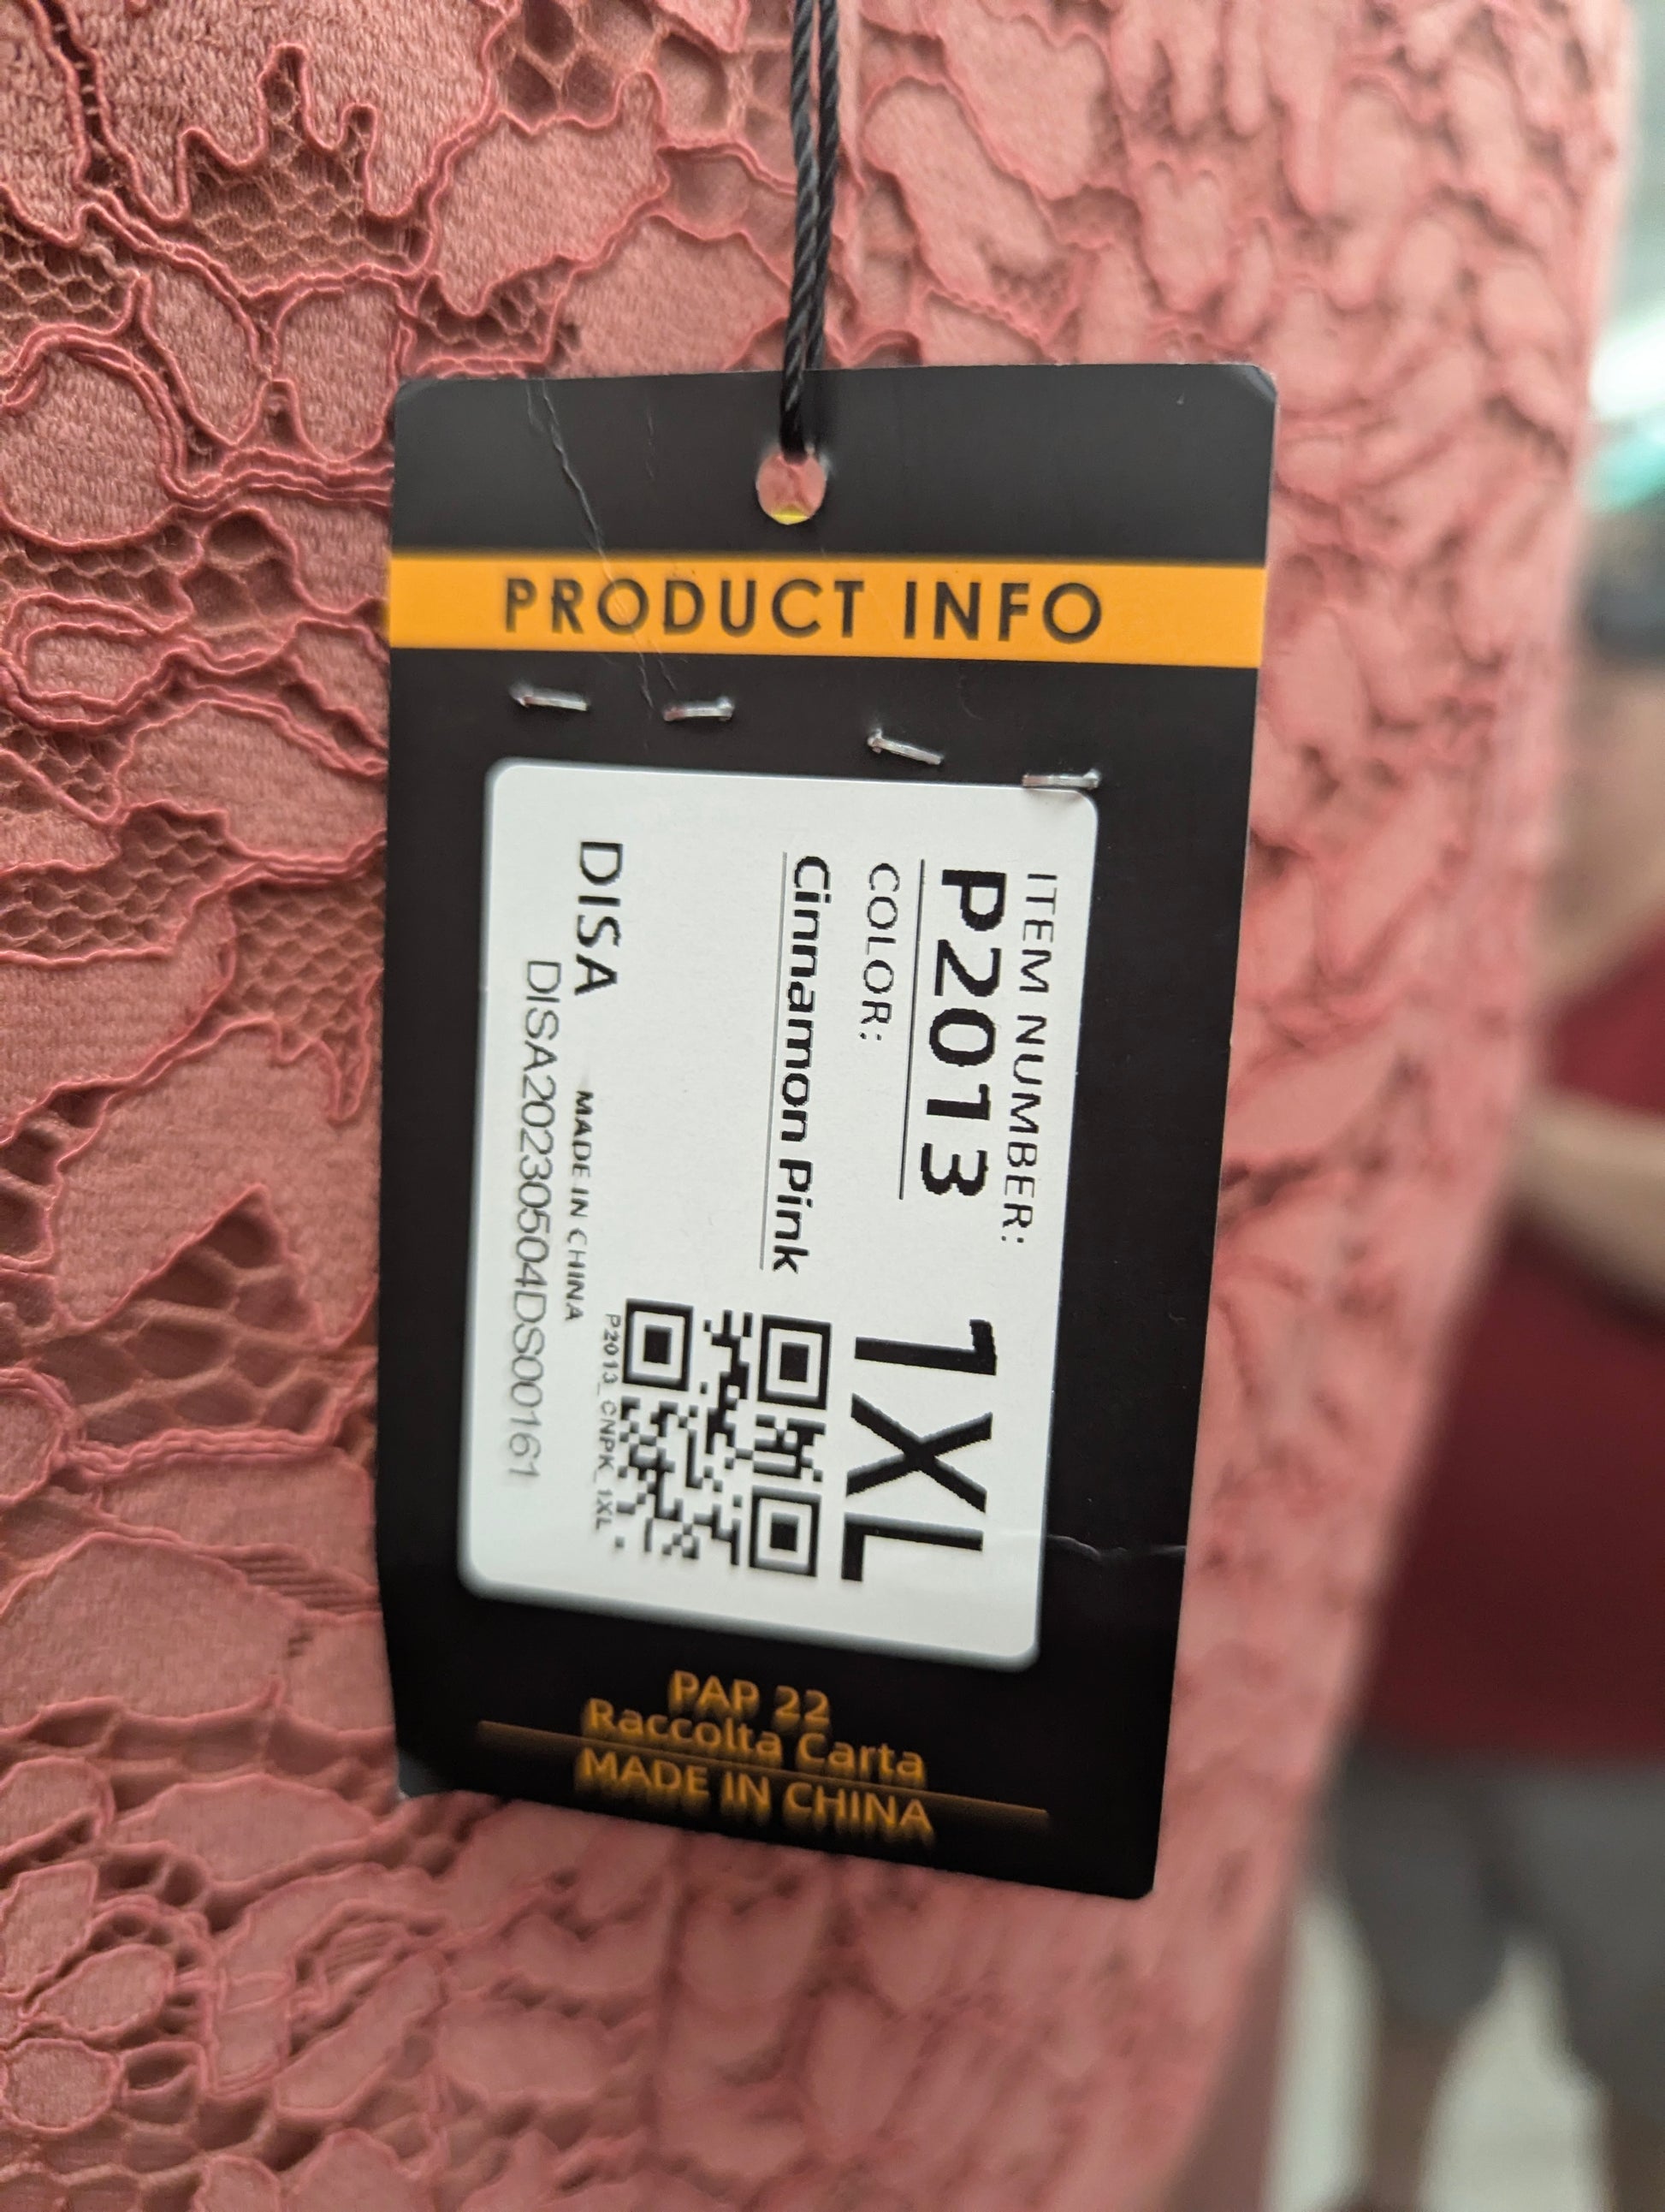 PRODUCT INFO
ITEM NUMBER:
P2013
COLOR:
Cinnamon Pink
1XL
P2013_CNPK_1XL
DISA
MADE IN CHINA
DISA20230504DS00161
PAP 22
Raccolta Carta
MADE IN CHINA